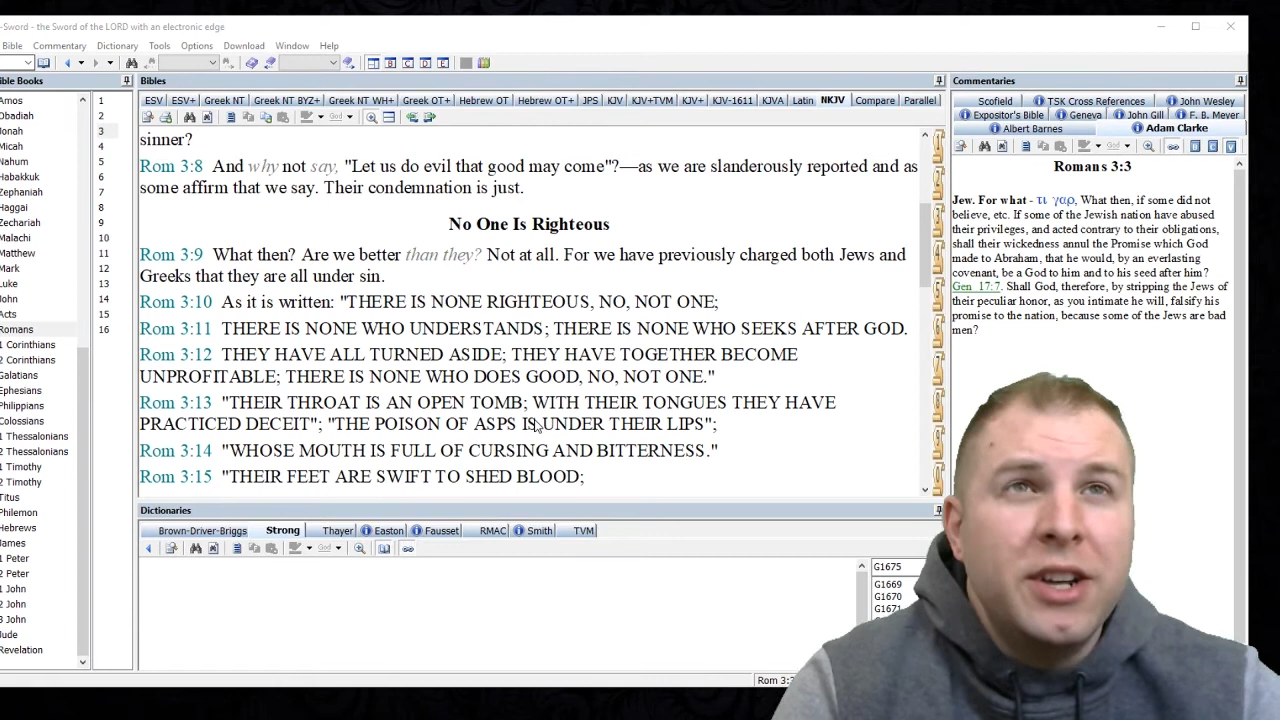 -Sword - the Sword of the LORD with an electronic edge
Bible Commentary Dictionary Tools Options Download Window Help
ible Books
Amos
Obadiah
Jonah
Micah
Nahum
Habakkuk
Zephaniah
Haggai
Zechariah
Malachi
Matthew
Mark
Luke
John
Acts
Romans
1 Corinthians
2 Corinthians
Galatians
Ephesians
Philippians
Colossians
1 Thessalonians
2 Thessalonians
1 Timothy
2 Timothy
Titus
Philemon
Hebrews
James
1 Peter
2 Peter
1 John
2 John
3 John
Jude
Revelation
1
2
3
4
5
6
7
8
9
10
11
12
13
14
15
16
Bibles
ESV ESV+ Greek NT Greek NT BYZ+ Greek NT WH+ Greek OT+ Hebrew OT Hebrew OT+ JPS KJV KJV+TVM KJV+ KJV-1611 KJVA Latin NKJV Compare Parallel
God
sinner?
Rom 3:8 And why not say, "Let us do evil that good may come"?—as we are slanderously reported and as
some affirm that we say. Their condemnation is just.
No One Is Righteous
Rom 3:9 What then? Are we better than they? Not at all. For we have previously charged both Jews and
Greeks that they are all under sin.
Rom 3:10 As it is written: "THERE IS NONE RIGHTEOUS, NO, NOT ONE;
Rom 3:11 THERE IS NONE WHO UNDERSTANDS; THERE IS NONE WHO SEEKS AFTER GOD.
Rom 3:12 THEY HAVE ALL TURNED ASIDE; THEY HAVE TOGETHER BECOME
UNPROFITABLE; THERE IS NONE WHO DOES GOOD, NO, NOT ONE."
Rom 3:13 "THEIR THROAT IS AN OPEN TOMB; WITH THEIR TONGUES THEY HAVE
PRACTICED DECEIT"; "THE POISON OF ASPS IS UNDER THEIR LIPS";
Rom 3:14 "WHOSE MOUTH IS FULL OF CURSING AND BITTERNESS."
Rom 3:15 "THEIR FEET ARE SWIFT TO SHED BLOOD;
Dictionaries
Brown-Driver-Briggs Strong Thayer Easton Fausset RMAC Smith TVM
God
G1675
G1669
G1670
G1671
Rom 3:
Commentaries
Scofield TSK Cross References John Wesley
Expositor's Bible Geneva John Gill F. B. Meyer
Albert Barnes Adam Clarke
God
Romans 3:3
Jew. For what - τι γαρ, What then, if some did not
believe, etc. If some of the Jewish nation have abused
their privileges, and acted contrary to their obligations,
shall their wickedness annul the Promise which God
made to Abraham, that he would, by an everlasting
covenant, be a God to him and to his seed after him?
Gen_17:7. Shall God, therefore, by stripping the Jews of
their peculiar honor, as you intimate he will, falsify his
promise to the nation, because some of the Jews are bad
men?